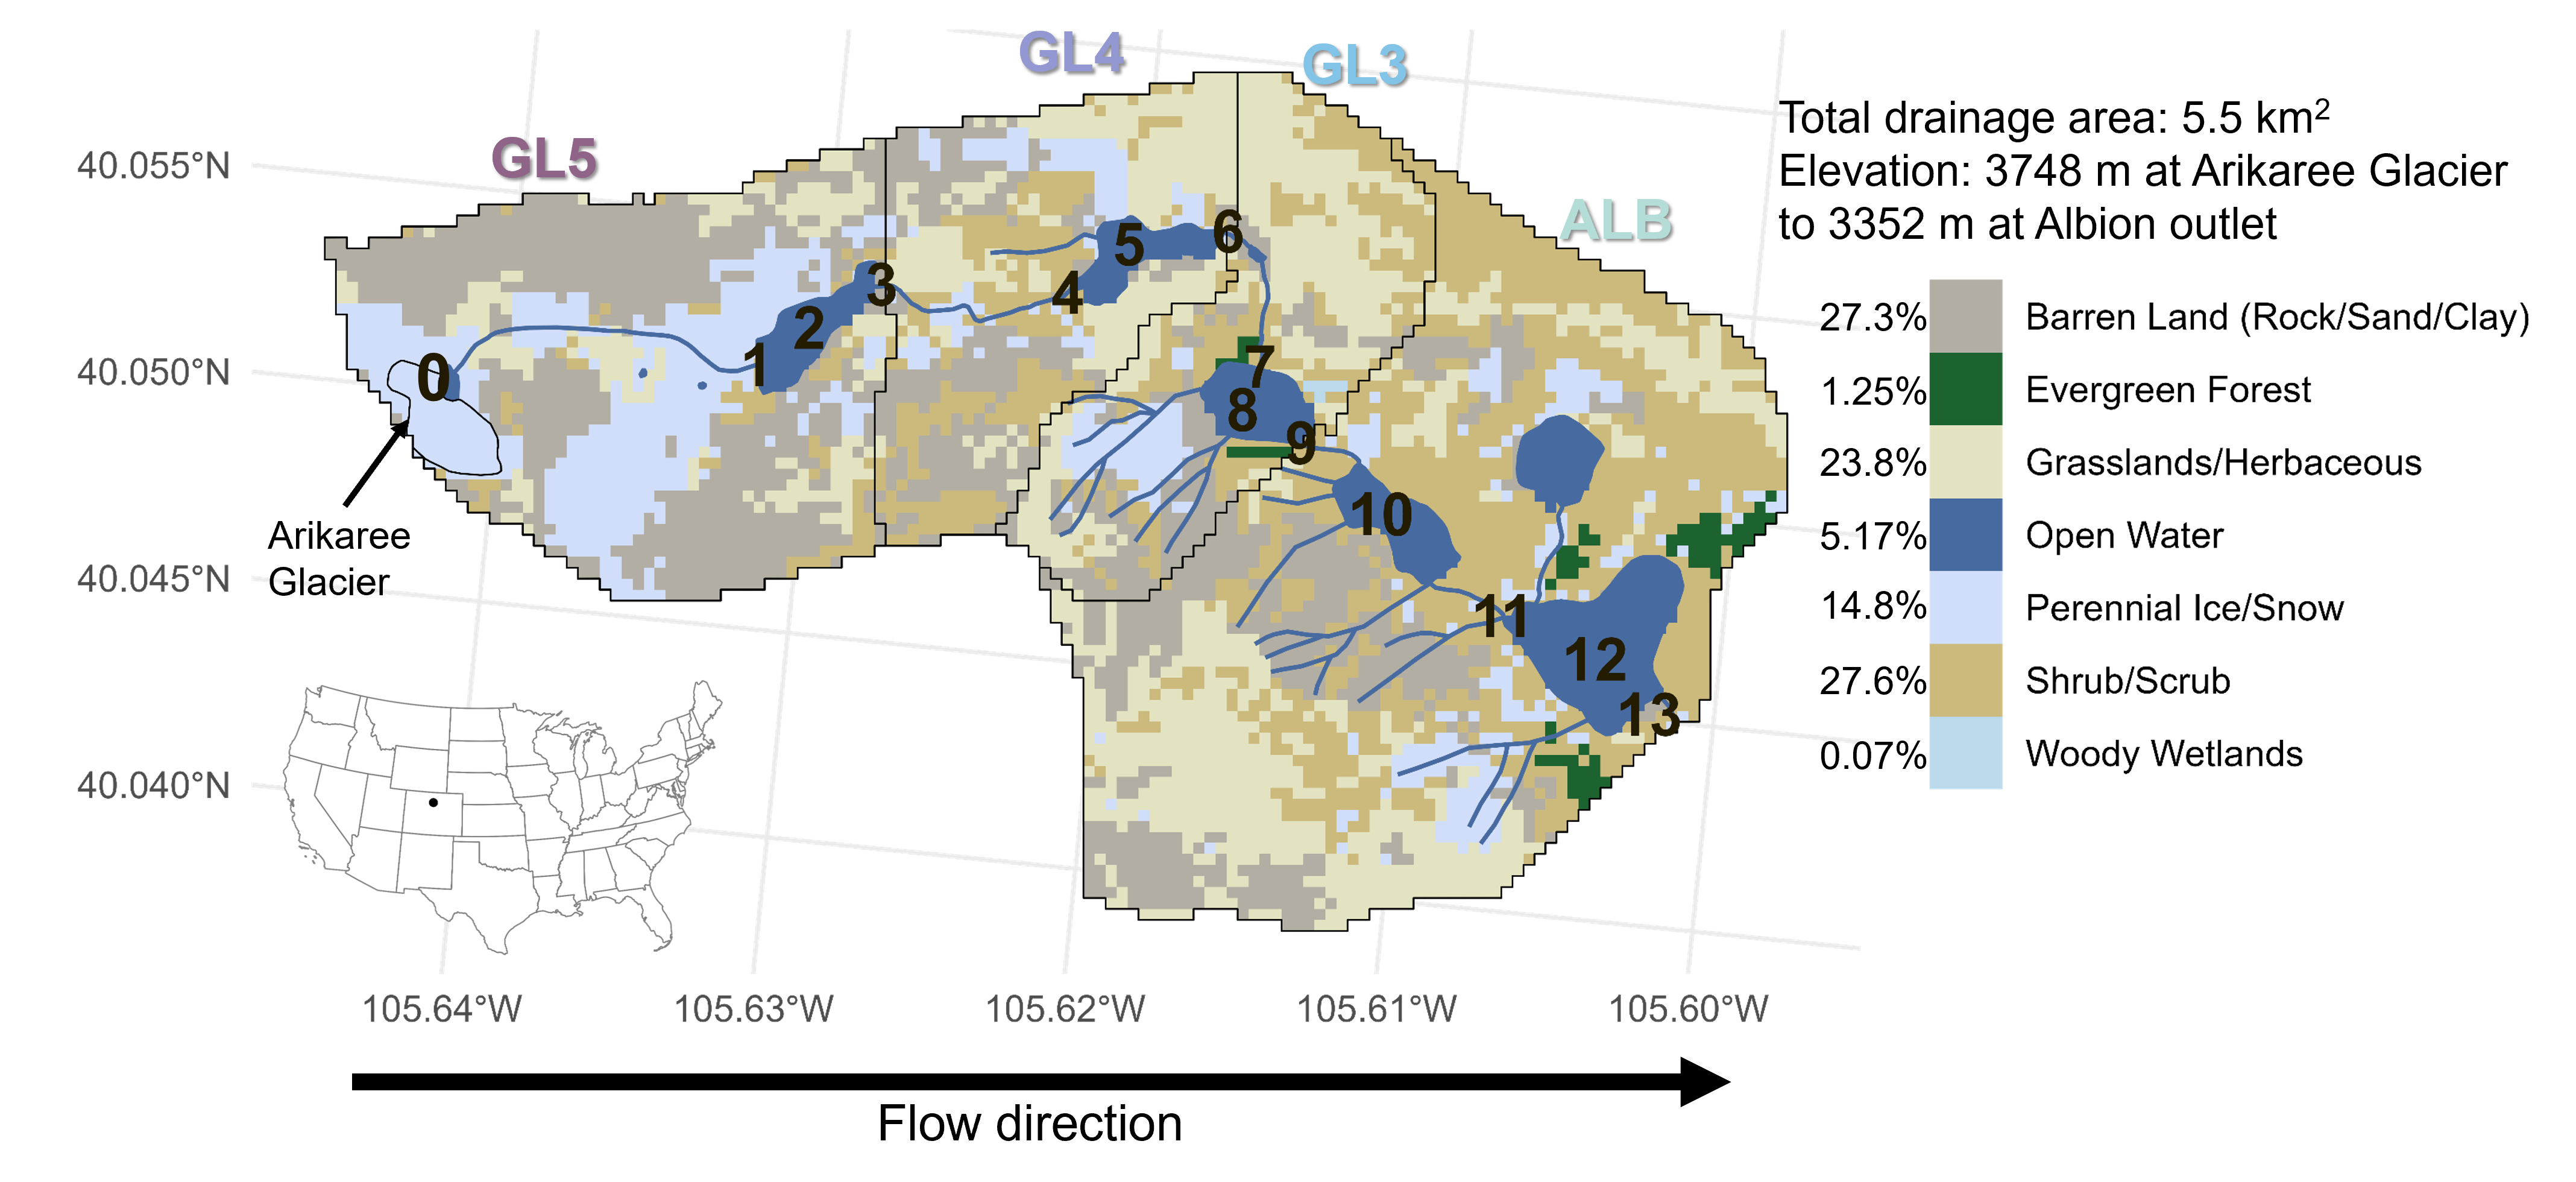 GL4
GL3
GL5
ALB
Total drainage area: 5.5 km²
Elevation: 3748 m at Arikaree Glacier
to 3352 m at Albion outlet
40.055°N
40.050°N
40.045°N
40.040°N
0
1
2
3
4
5
6
7
8
9
10
11
12
13
Arikaree
Glacier
27.3% Barren Land (Rock/Sand/Clay)
1.25% Evergreen Forest
23.8% Grasslands/Herbaceous
5.17% Open Water
14.8% Perennial Ice/Snow
27.6% Shrub/Scrub
0.07% Woody Wetlands
105.64°W 105.63°W 105.62°W 105.61°W 105.60°W
Flow direction